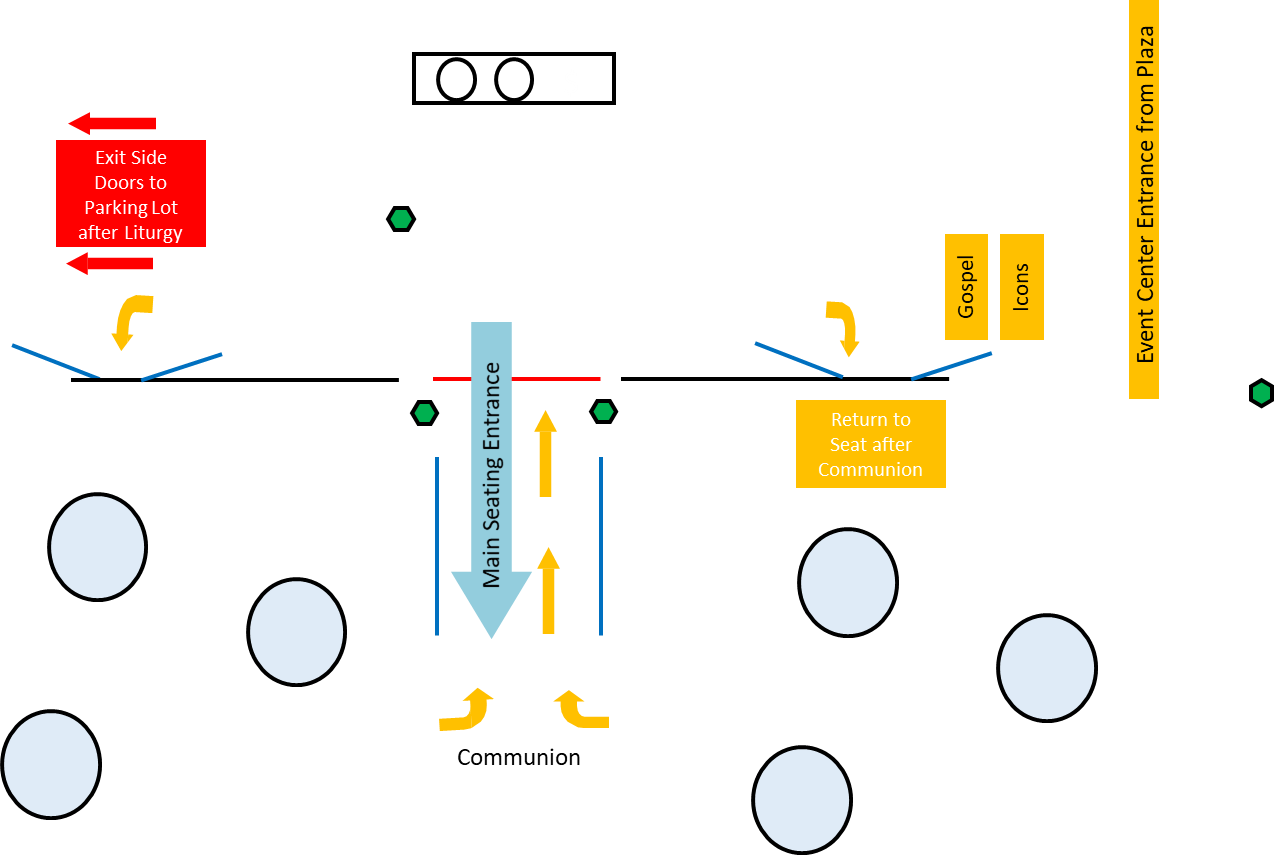 Exit Side
Doors to
Parking Lot
after Liturgy
Event Center Entrance from Plaza
Gospel
Icons
Main Seating Entrance
Return to
Seat after
Communion
Communion